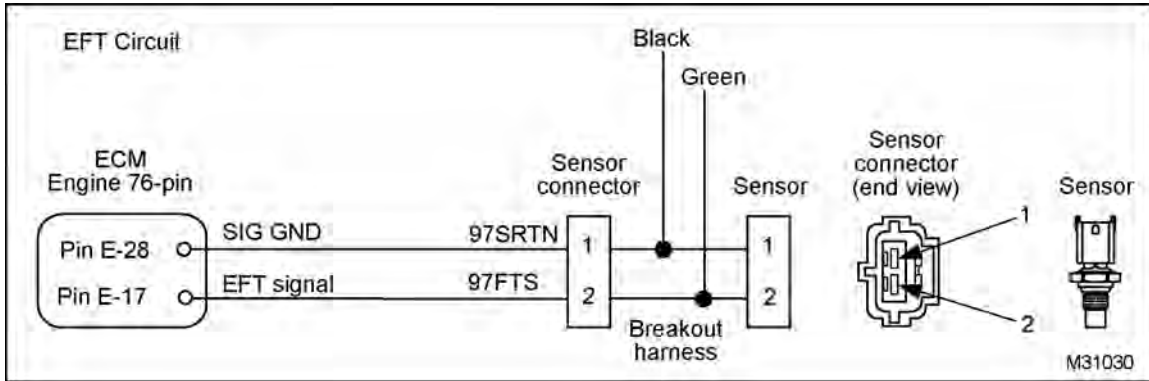 EFT Circuit
Black
Green
ECM
Engine 76-pin
Sensor
connector
Sensor
Sensor
connector
(end view)
Sensor
Pin E-28
SIG GND
97SRTN
1
1
1
Pin E-17
EFT signal
97FTS
2
2
2
Breakout
harness
M31030